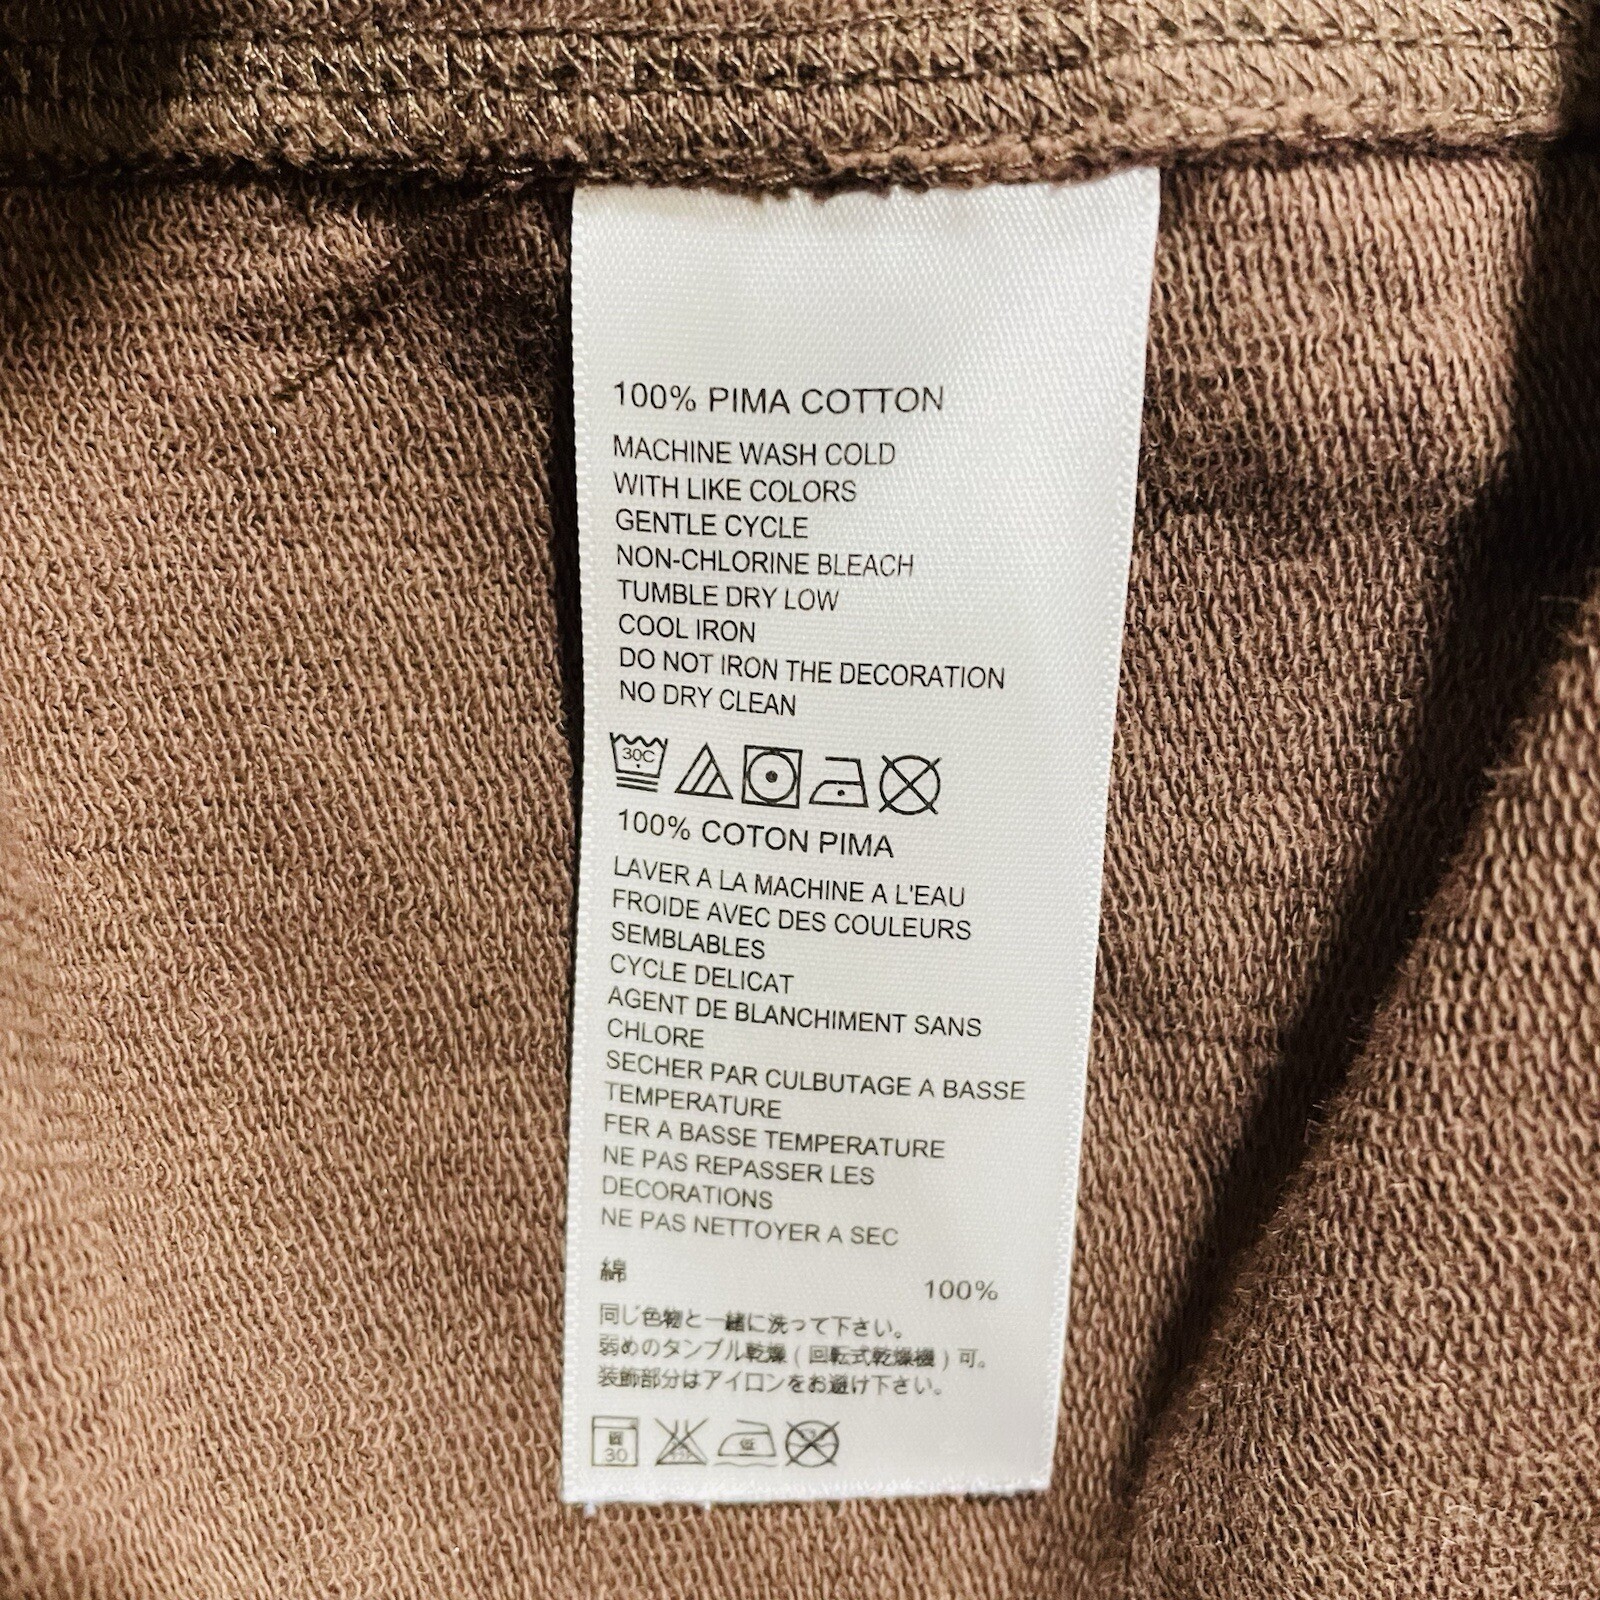 100% PIMA COTTON
MACHINE WASH COLD
WITH LIKE COLORS
GENTLE CYCLE
NON-CHLORINE BLEACH
TUMBLE DRY LOW
COOL IRON
DO NOT IRON THE DECORATION
NO DRY CLEAN
30C
100% COTON PIMA
LAVER A LA MACHINE A L'EAU
FROIDE AVEC DES COULEURS
SEMBLABLES
CYCLE DELICAT
AGENT DE BLANCHIMENT SANS
CHLORE
SECHER PAR CULBUTAGE A BASSE
TEMPERATURE
FER A BASSE TEMPERATURE
NE PAS REPASSER LES
DECORATIONS
NE PAS NETTOYER A SEC
綿 100%
同じ色物と一緒に洗って下さい。
弱めのタンブル乾燥(回転式乾燥機)可。
装飾部分はアイロンをお避け下さい。
30 低